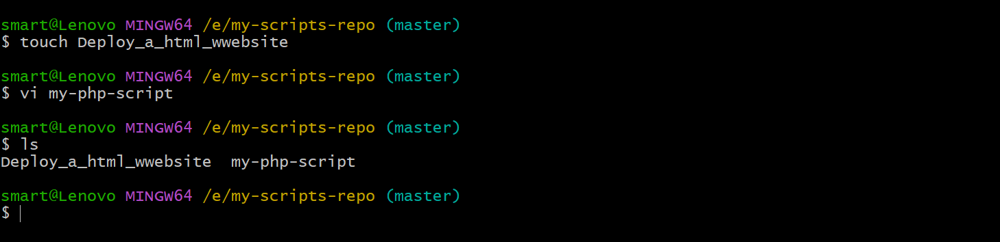 smart@Lenovo MINGW64 /e/my-scripts-repo (master)
$ touch Deploy_a_html_wwebsite
smart@Lenovo MINGW64 /e/my-scripts-repo (master)
$ vi my-php-script
smart@Lenovo MINGW64 /e/my-scripts-repo (master)
$ ls
Deploy_a_html_wwebsite  my-php-script
smart@Lenovo MINGW64 /e/my-scripts-repo (master)
$